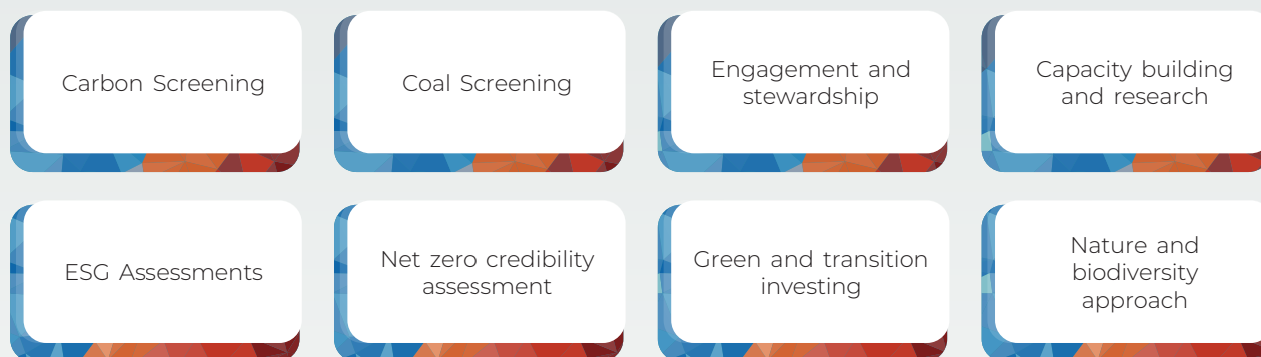 Carbon Screening
Coal Screening
Engagement and
stewardship
Capacity building
and research
ESG Assessments
Net zero credibility
assessment
Green and transition
investing
Nature and
biodiversity
approach